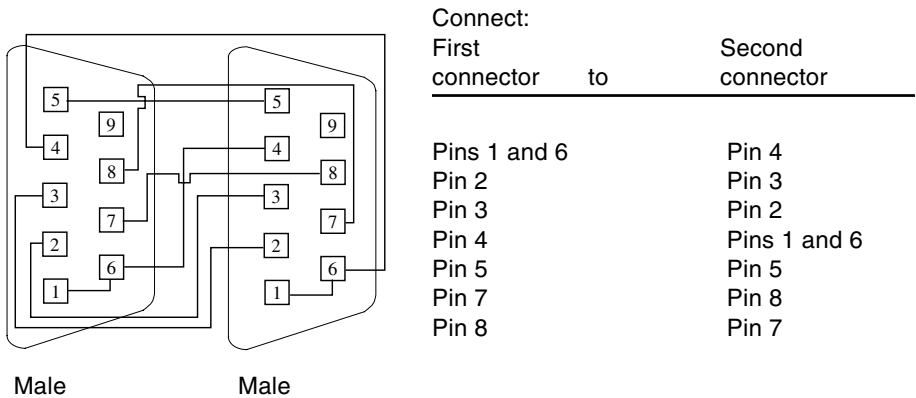 5
9
4
8
3
7
2
6
1
Male
5
9
4
8
3
7
2
6
1
Male
Connect:
First Second
connector to connector
Pins 1 and 6 Pin 4
Pin 2 Pin 3
Pin 3 Pin 2
Pin 4 Pins 1 and 6
Pin 5 Pin 5
Pin 7 Pin 8
Pin 8 Pin 7